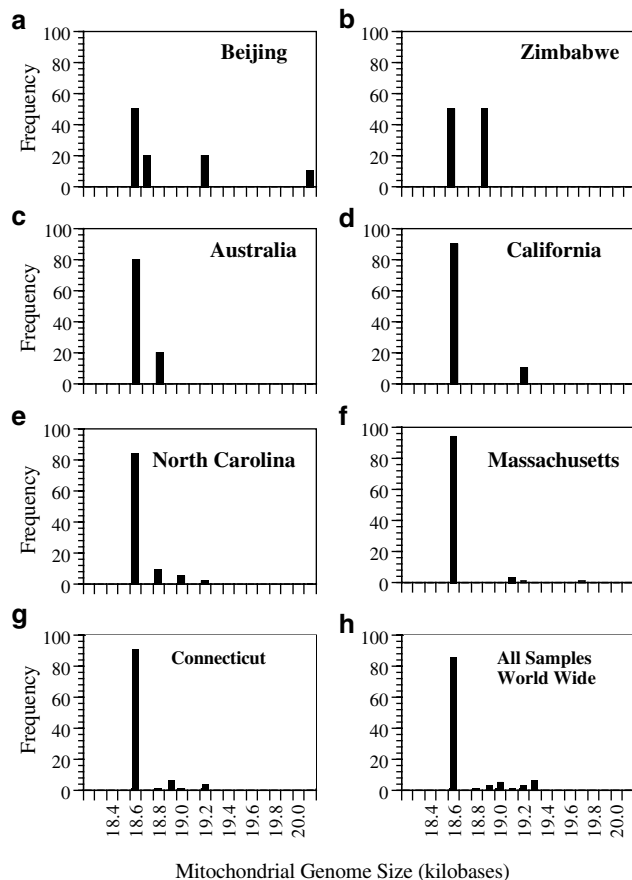 a
b
Beijing
Zimbabwe
Frequency
100
80
60
40
20
0
100
80
60
40
20
0
c
d
Australia
California
Frequency
100
80
60
40
20
0
100
80
60
40
20
0
e
f
North Carolina
Massachusetts
Frequency
100
80
60
40
20
0
100
80
60
40
20
0
g
h
Connecticut
All Samples
World Wide
Frequency
100
80
60
40
20
0
100
80
60
40
20
0
18.4 18.6 18.8 19.0 19.2 19.4 19.6 19.8 20.0
18.4 18.6 18.8 19.0 19.2 19.4 19.6 19.8 20.0
Mitochondrial Genome Size (kilobases)